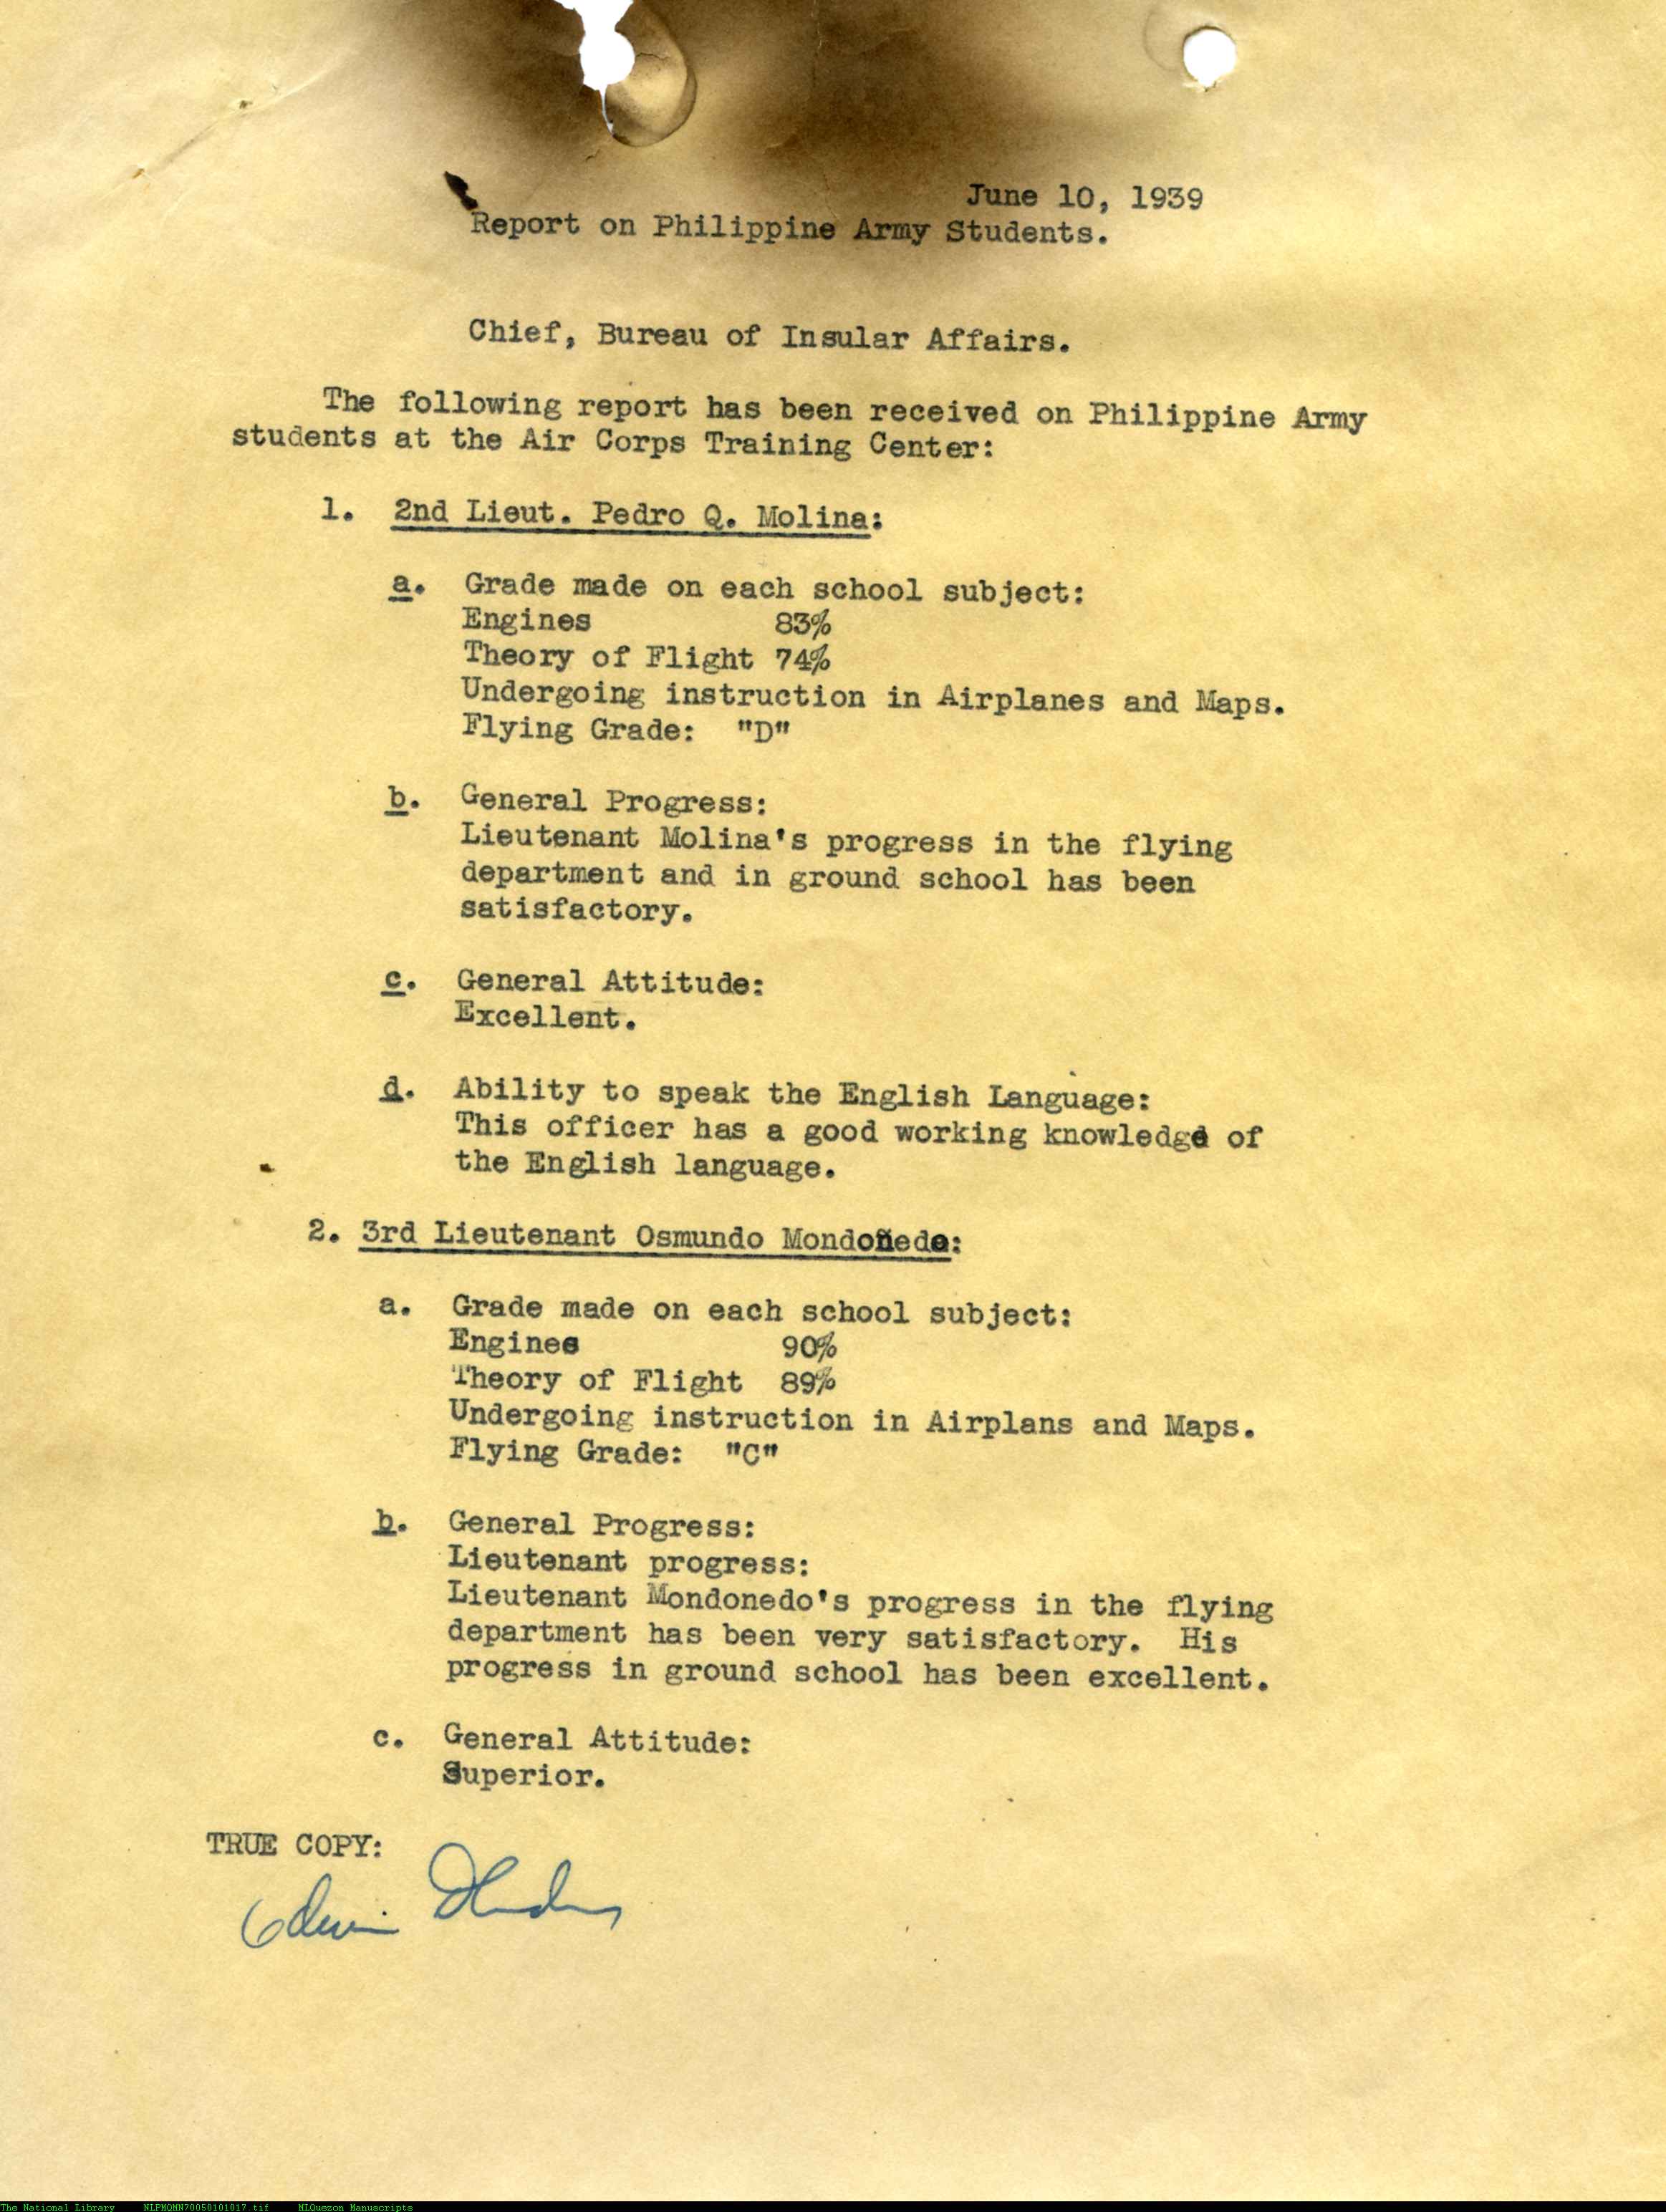 June 10, 1939
Report on Philippine Army Students.
Chief, Bureau of Insular Affairs.
The following report has been received on Philippine Army
students at the Air Corps Training Center:
1. 2nd Lieut. Pedro Q. Molina:
a. Grade made on each school subject:
Engines 83%
Theory of Flight 74%
Undergoing instruction in Airplanes and Maps.
Flying Grade: "D"
b. General Progress:
Lieutenant Molina's progress in the flying
department and in ground school has been
satisfactory.
c. General Attitude:
Excellent.
d. Ability to speak the English Language:
This officer has a good working knowledge of
the English language.
2. 3rd Lieutenant Osmundo Mondoñedo:
a. Grade made on each school subject:
Engines 90%
Theory of Flight 89%
Undergoing instruction in Airplans and Maps.
Flying Grade: "C"
b. General Progress:
Lieutenant progress:
Lieutenant Mondonedo's progress in the flying
department has been very satisfactory. His
progress in ground school has been excellent.
c. General Attitude:
Superior.
TRUE COPY:
The National Library NLPMQMN70050101017.tif MLQuezon Manuscripts